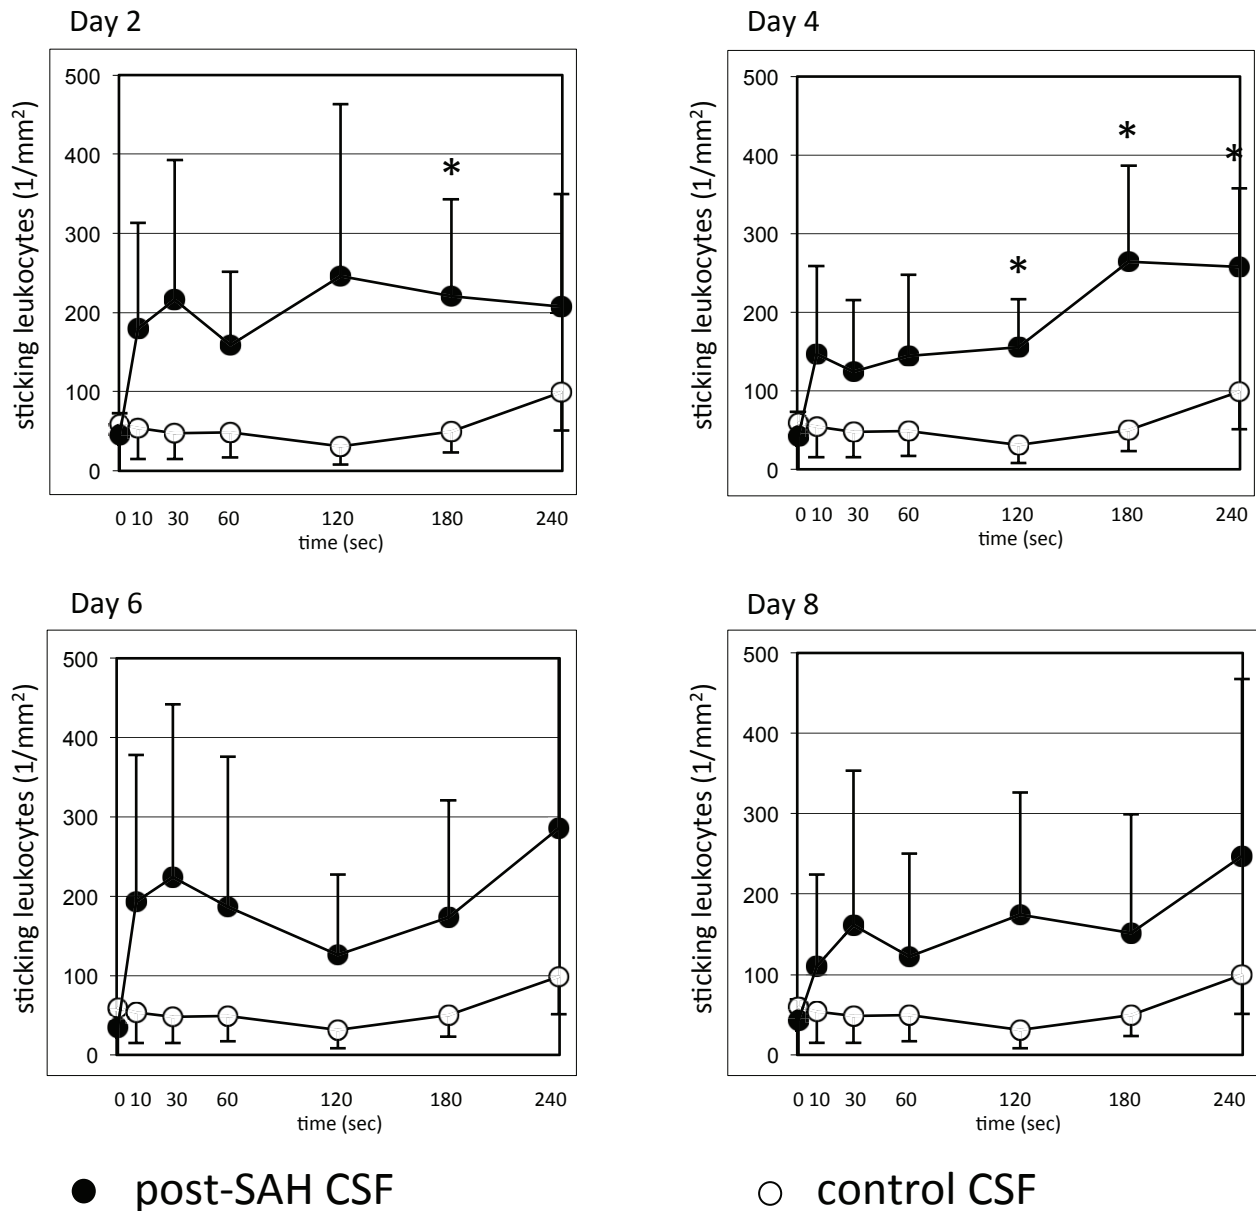 Day 2
500
400
300
200
100
0
sticking leukocytes (1/mm²)
*
0 10 30 60 120 180 240
time (sec)
Day 4
500
400
300
200
100
0
sticking leukocytes (1/mm²)
*
*
*
0 10 30 60 120 180 240
time (sec)
Day 6
500
400
300
200
100
0
sticking leukocytes (1/mm²)
0 10 30 60 120 180 240
time (sec)
Day 8
500
400
300
200
100
0
sticking leukocytes (1/mm²)
0 10 30 60 120 180 240
time (sec)
post-SAH CSF
control CSF